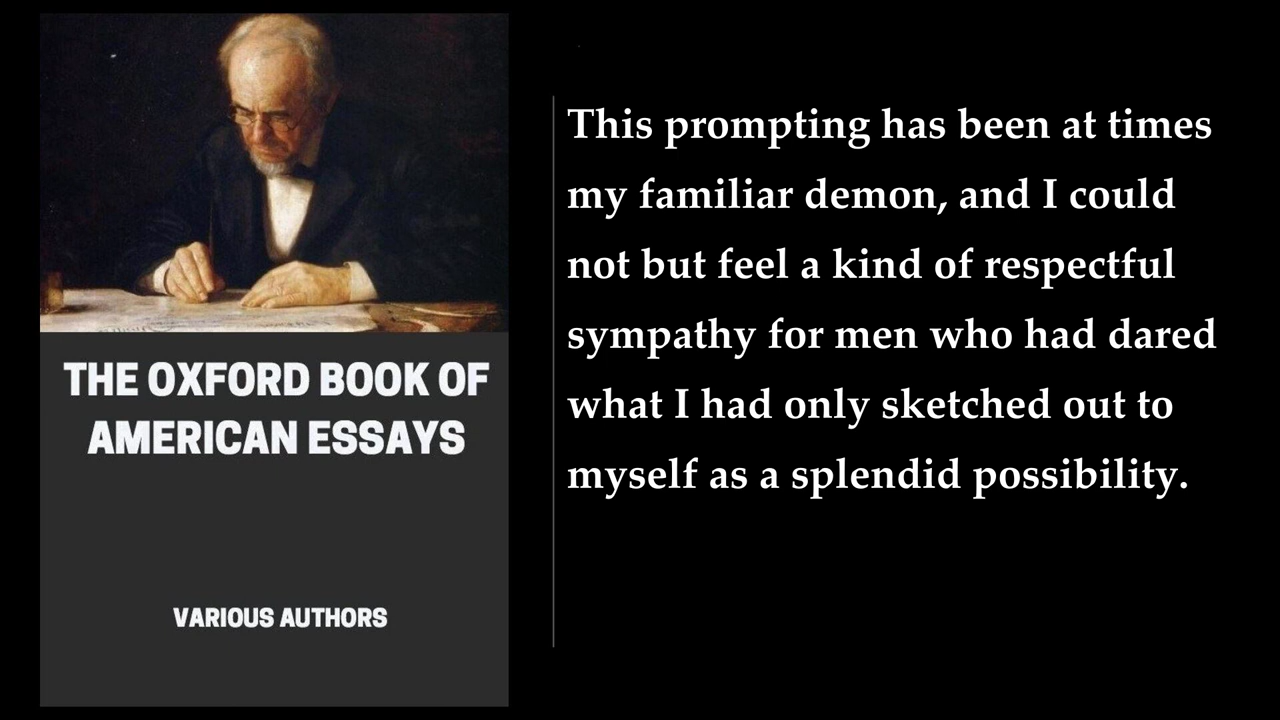 THE OXFORD BOOK OF
AMERICAN ESSAYS
VARIOUS AUTHORS
This prompting has been at times
my familiar demon, and I could
not but feel a kind of respectful
sympathy for men who had dared
what I had only sketched out to
myself as a splendid possibility.